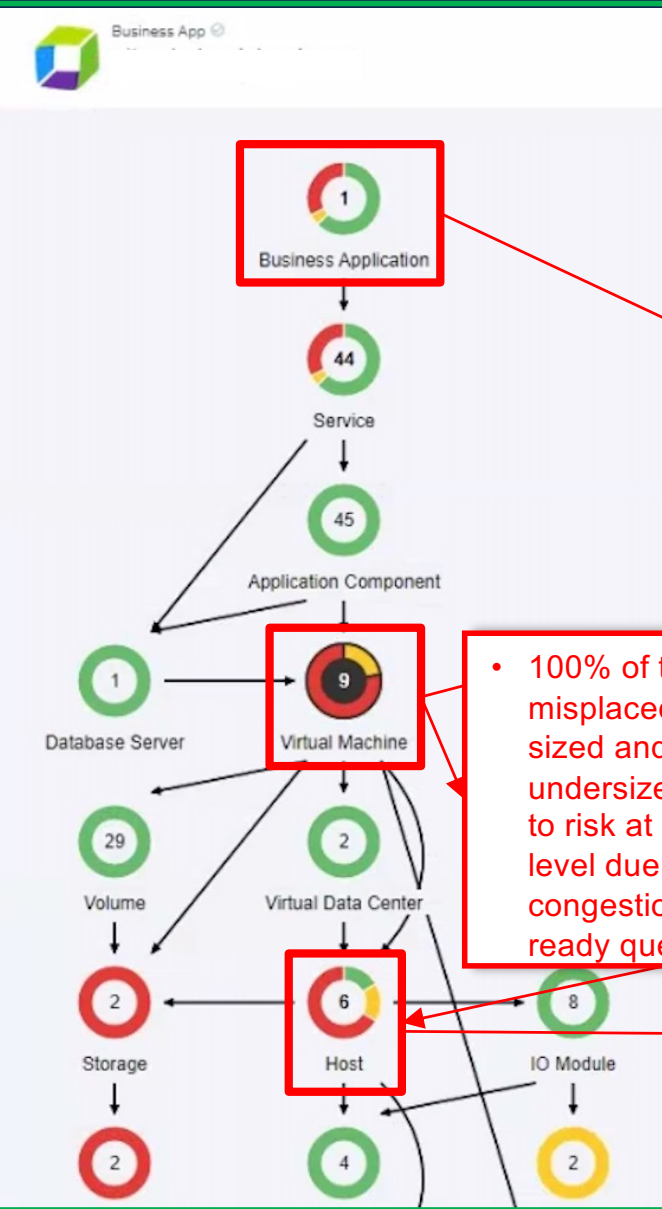 Business App
1
Business Application
44
Service
45
Application Component
1
Database Server
9
Virtual Machine
• 100% of
misplaced
sized and
undersize
to risk at
level due
congestio
ready que
29
Volume
2
Virtual Data Center
2
Storage
6
Host
8
IO Module
2
4
2